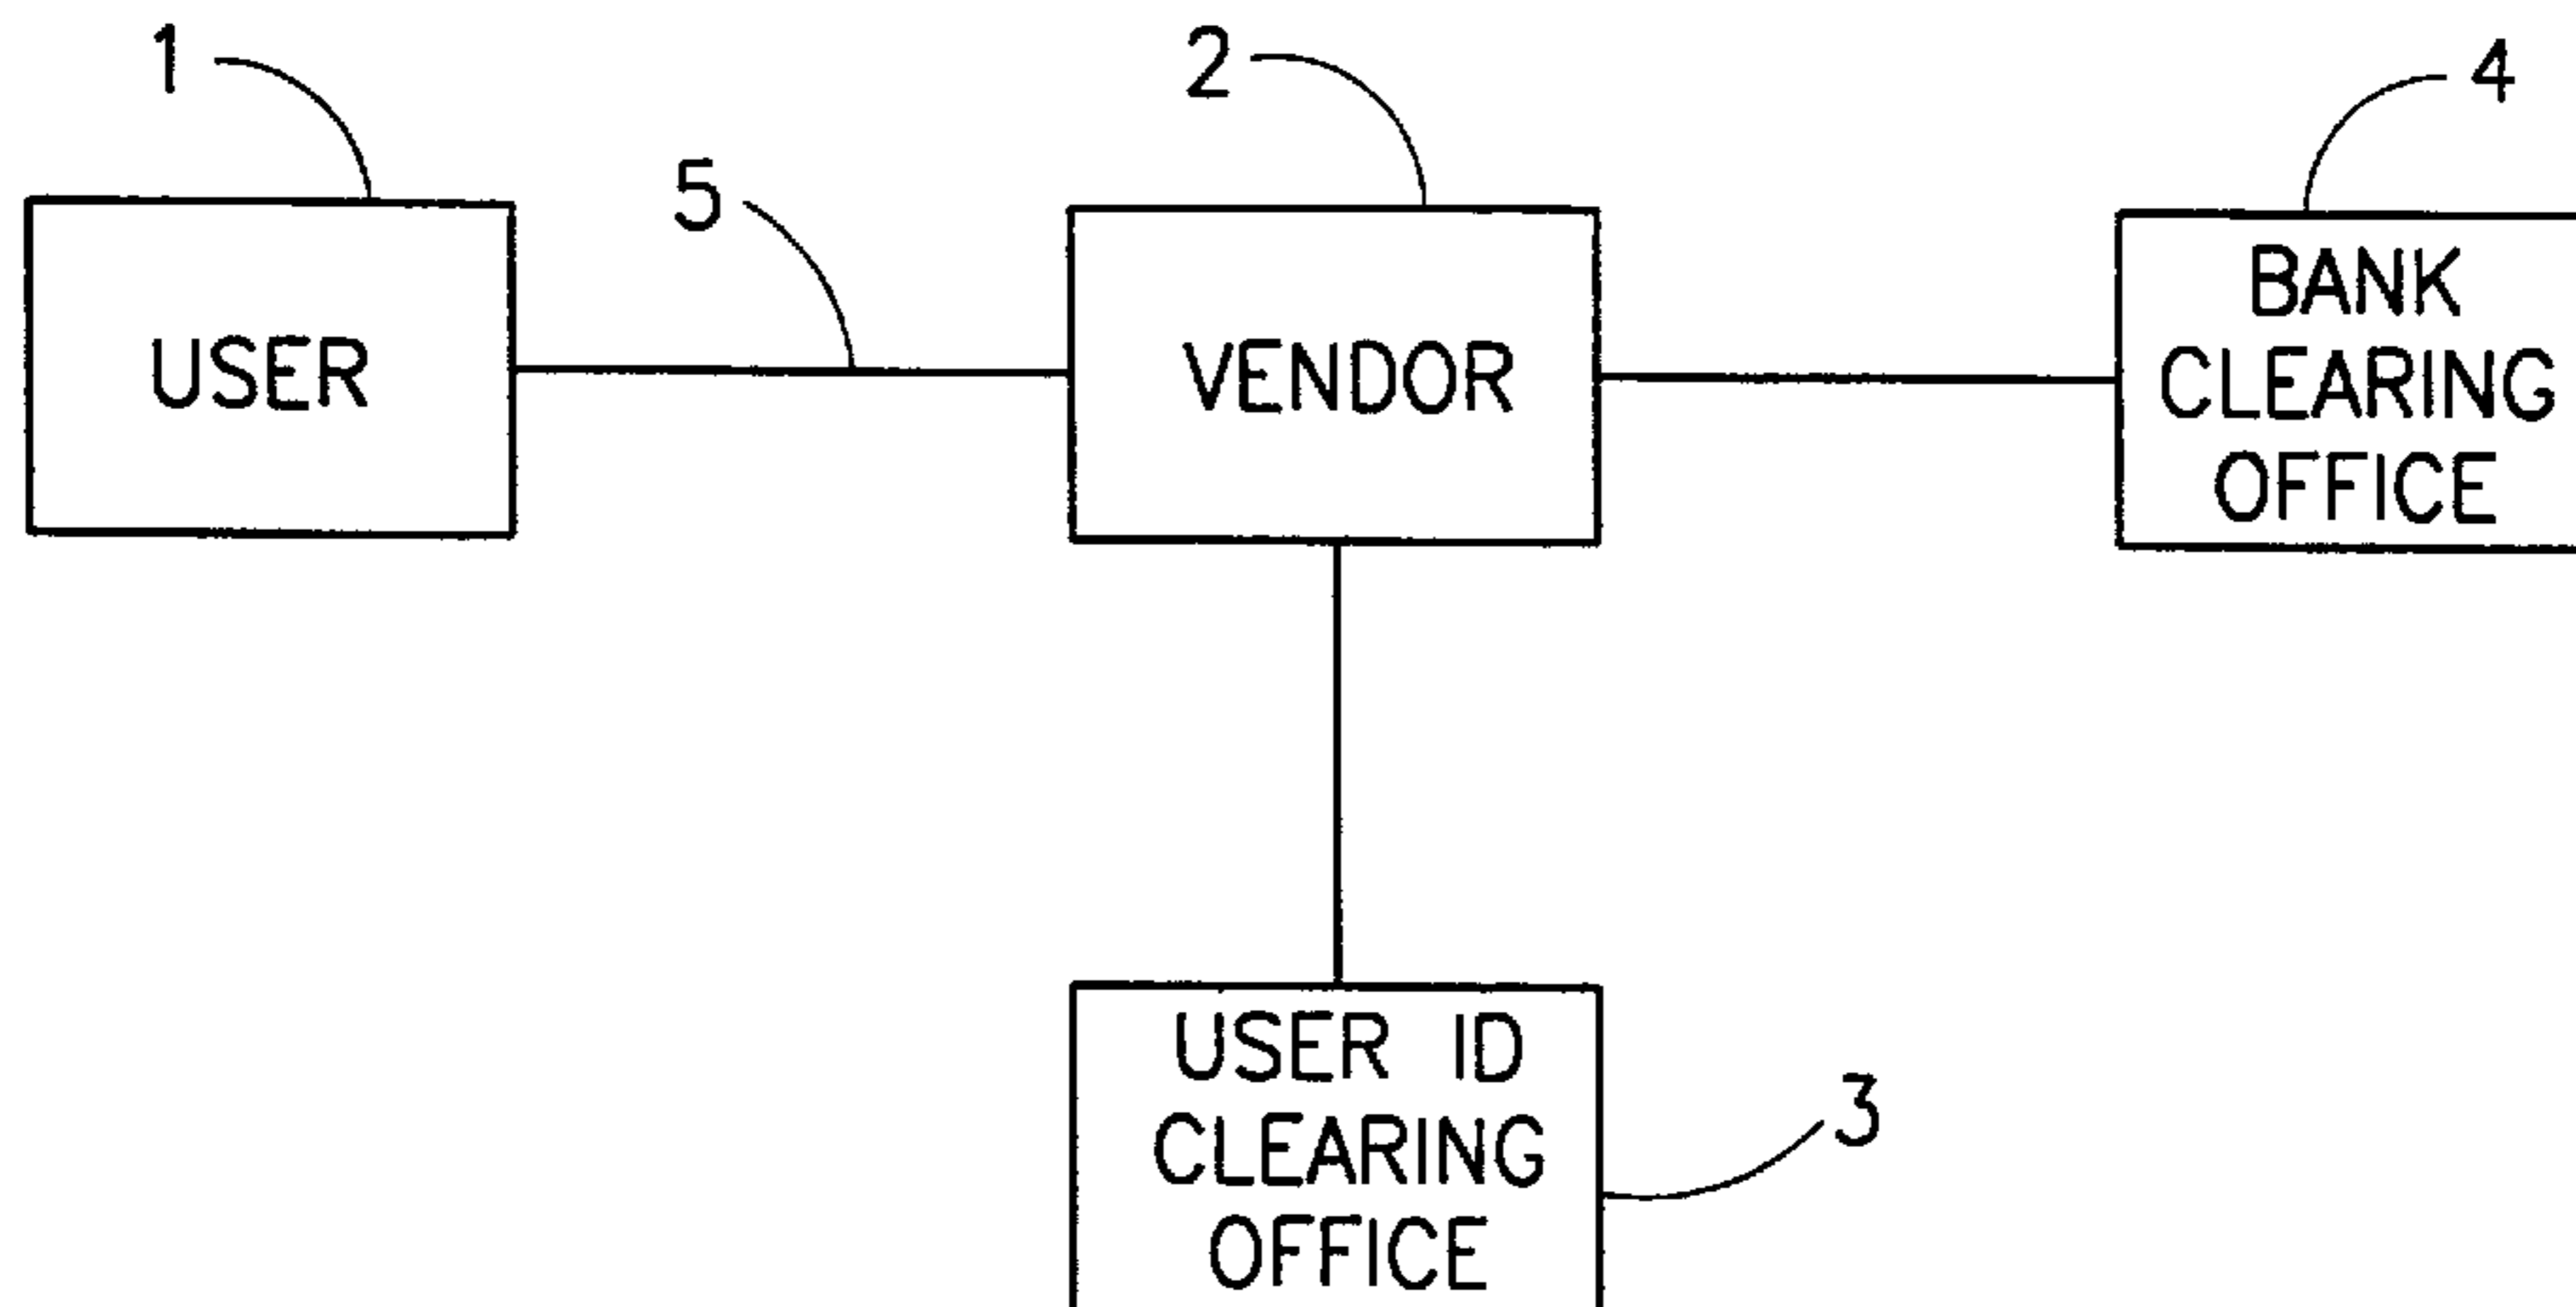 1
2
4
5
USER
VENDOR
BANK
CLEARING
OFFICE
USER ID
CLEARING
OFFICE
3